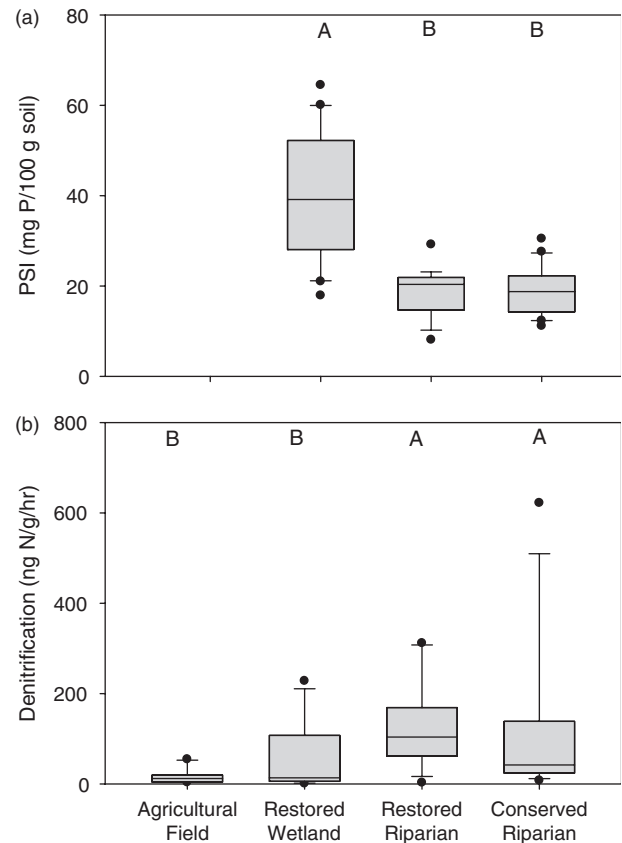 (a)
A B B
80
60
40
20
0
PSI (mg P/100 g soil)
(b)
B B A A
800
600
400
200
0
Denitrification (ng N/g/hr)
Agricultural Field
Restored Wetland
Restored Riparian
Conserved Riparian